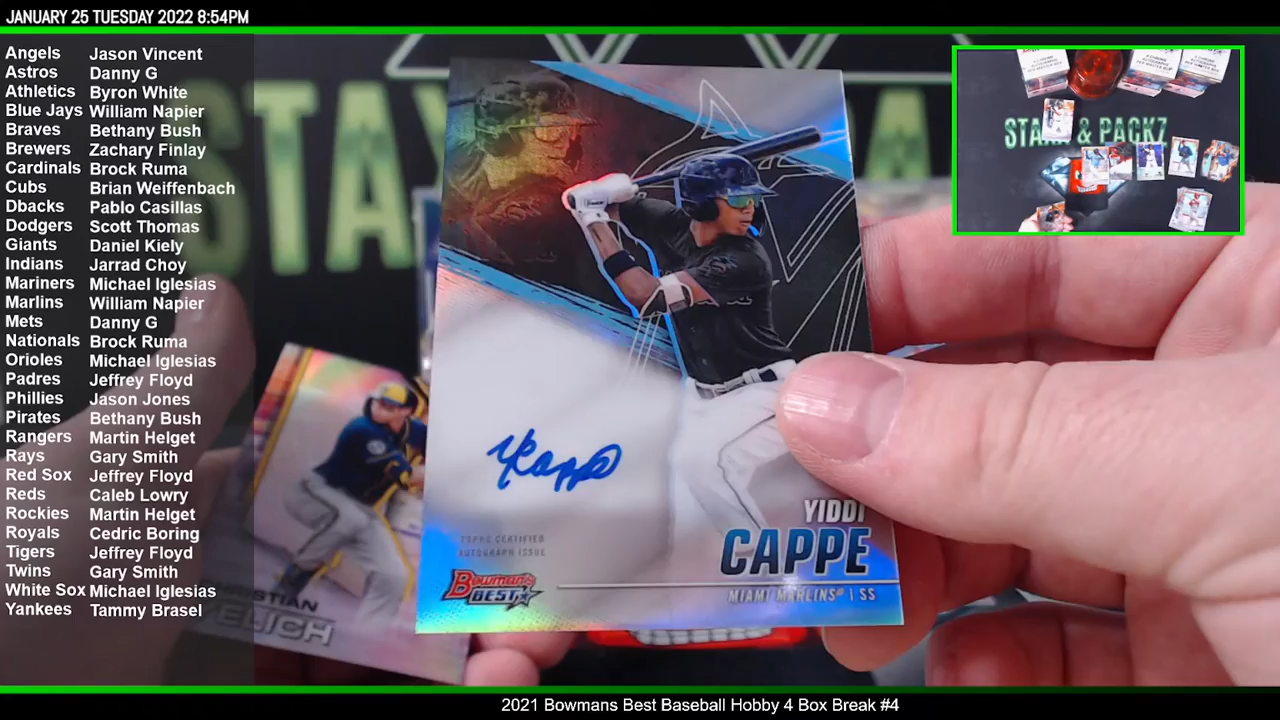 JANUARY 25 TUESDAY 2022 8:54PM
Angels Jason Vincent
Astros Danny G
Athletics Byron White
Blue Jays William Napier
Braves Bethany Bush
Brewers Zachary Finlay
Cardinals Brock Ruma
Cubs Brian Weiffenbach
Dbacks Pablo Casillas
Dodgers Scott Thomas
Giants Daniel Kiely
Indians Jarrad Choy
Mariners Michael Iglesias
Marlins William Napier
Mets Danny G
Nationals Brock Ruma
Orioles Michael Iglesias
Padres Jeffrey Floyd
Phillies Jason Jones
Pirates Bethany Bush
Rangers Martin Helget
Rays Gary Smith
Red Sox Jeffrey Floyd
Reds Caleb Lowry
Rockies Martin Helget
Royals Cedric Boring
Tigers Jeffrey Floyd
Twins Gary Smith
White Sox Michael Iglesias
Yankees Tammy Brasel
STA
& PACKZ
YCappe
TOPPS CERTIFIED
AUTOGRAPH ISSUE
Bowman's
BEST
YIDDI
CAPPE
MIAMI MARLINS® | SS
STIAN
YELICH
2021 Bowmans Best Baseball Hobby 4 Box Break #4